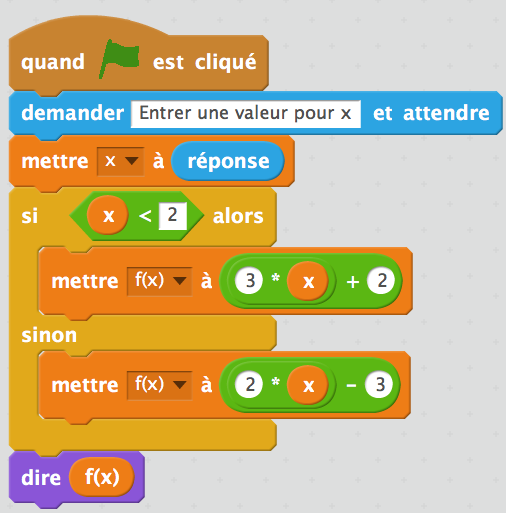 quand est cliqué
demander Entrer une valeur pour x et attendre
mettre x à réponse
si x < 2 alors
mettre f(x) à 3 * x + 2
sinon
mettre f(x) à 2 * x - 3
dire f(x)